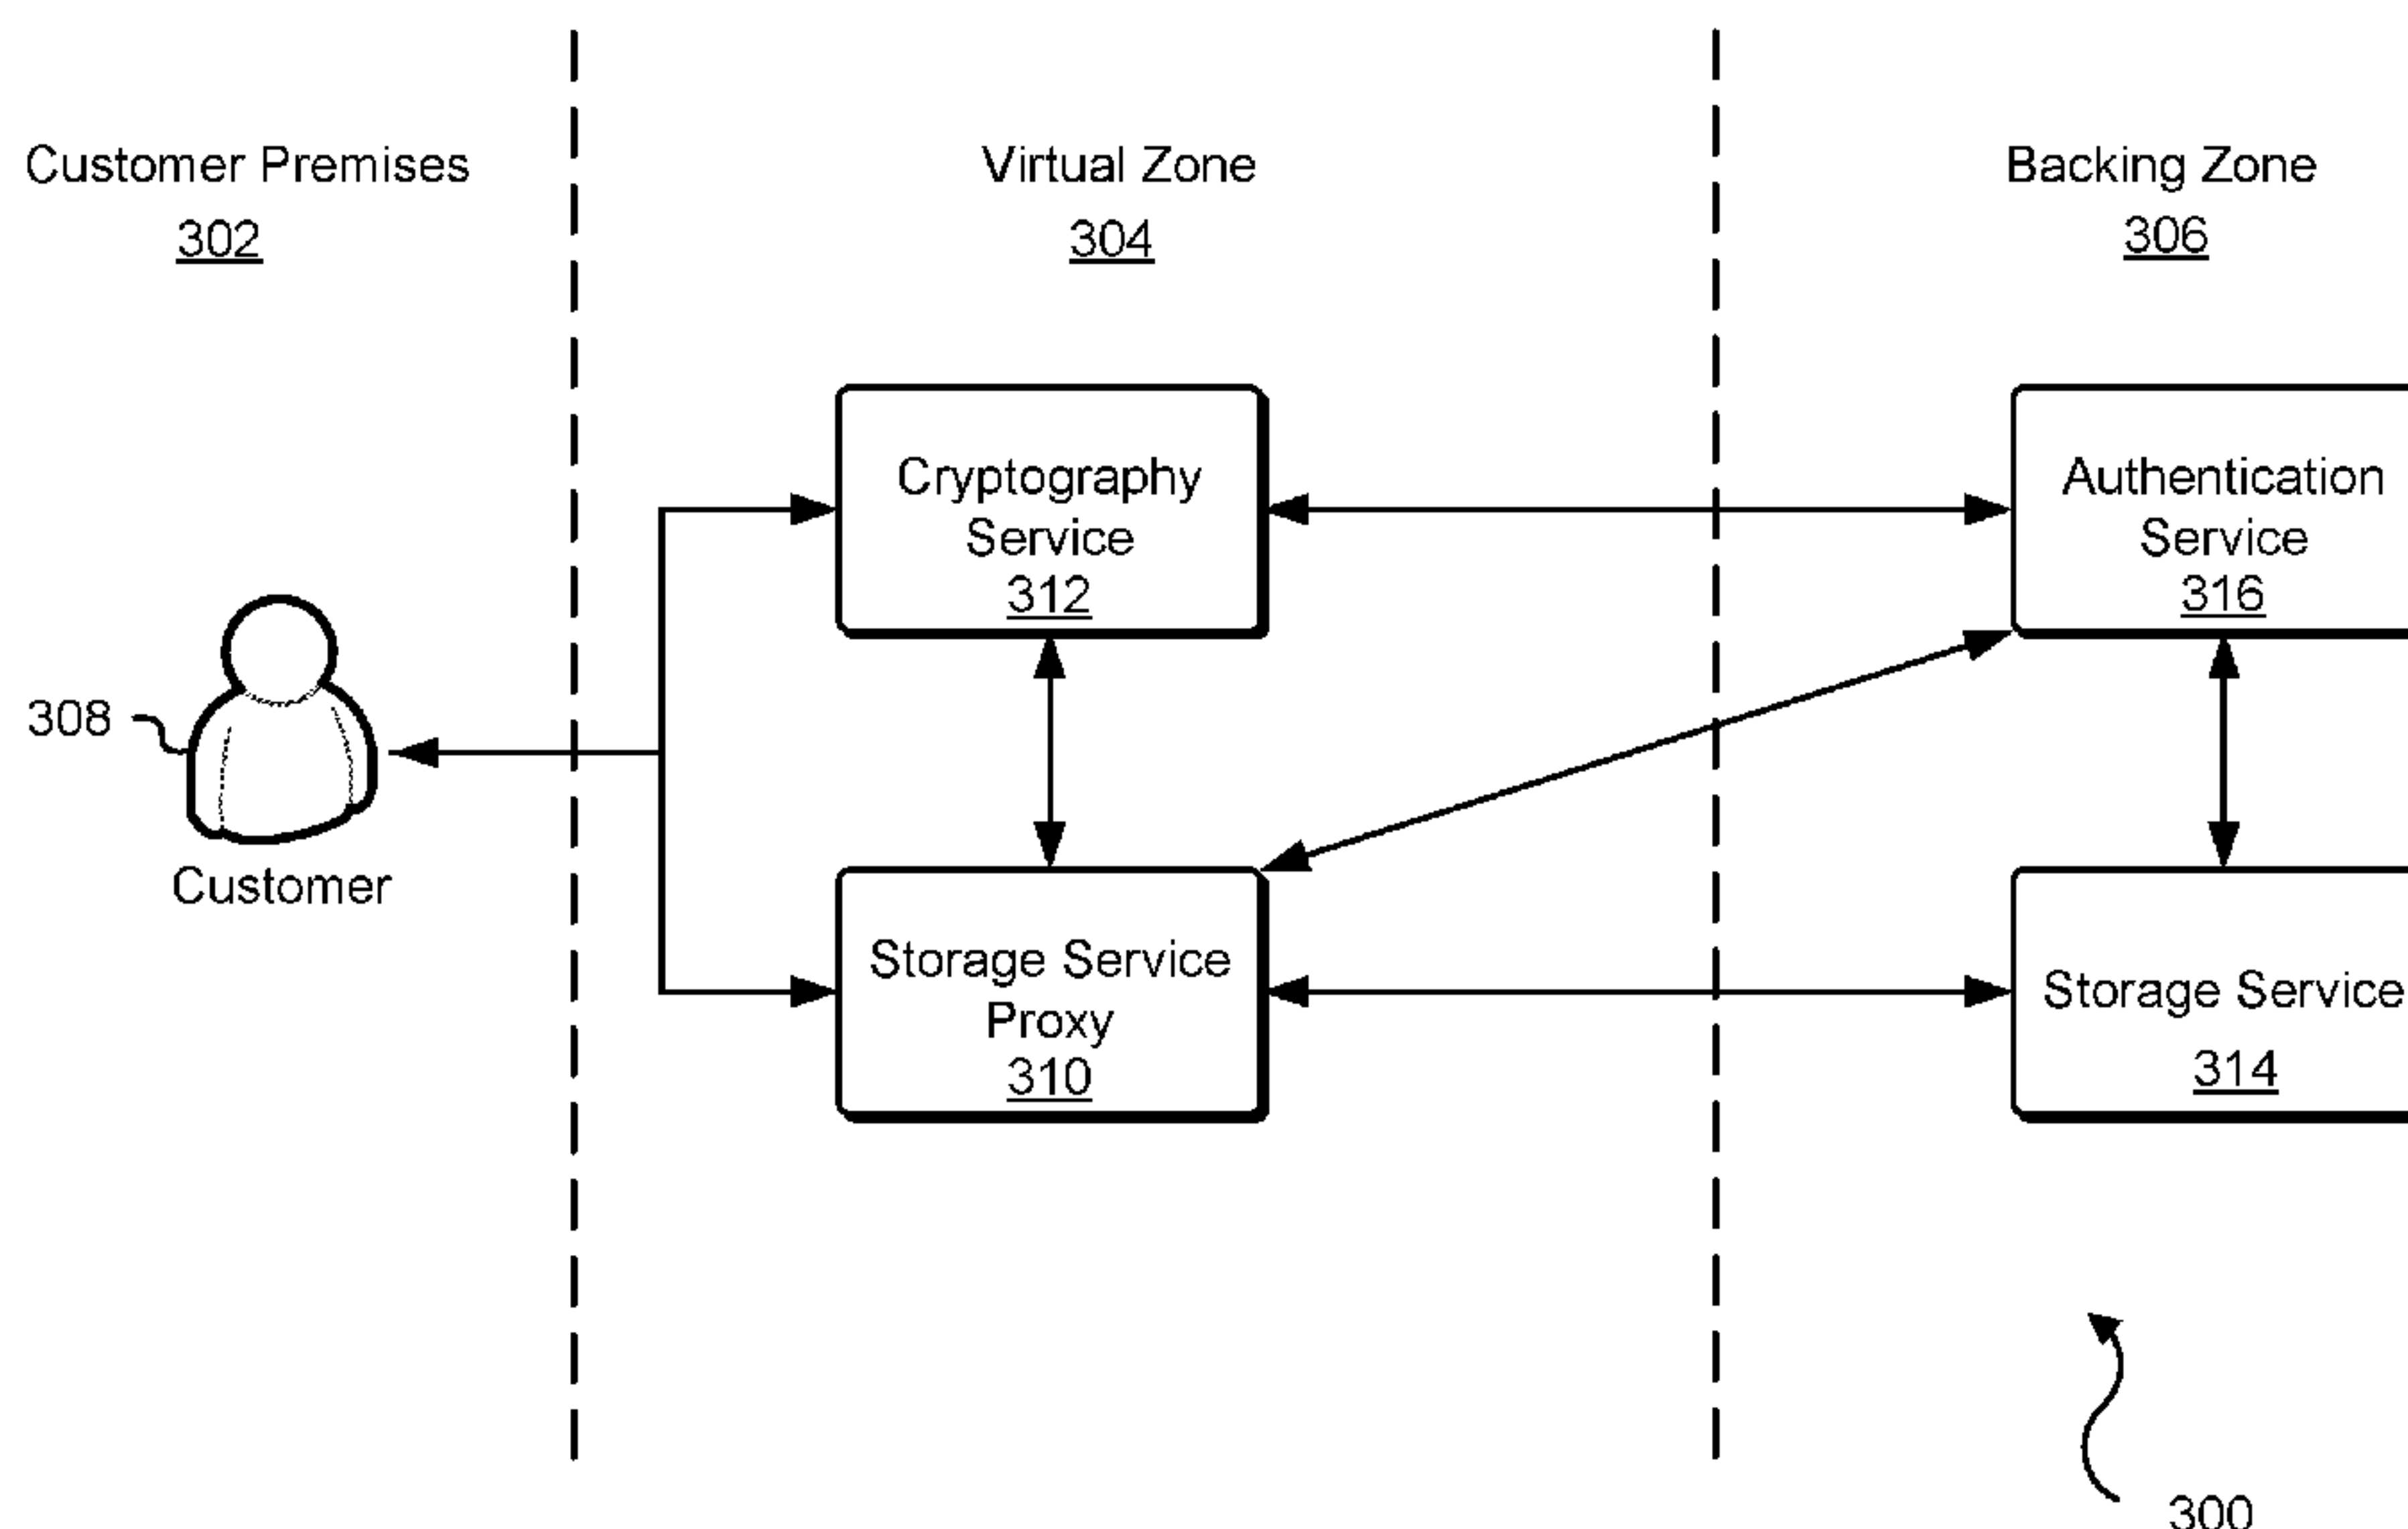 Customer Premises
302
Virtual Zone
304
Backing Zone
306
Cryptography
Service
312
Authentication
Service
316
308
Customer
Storage Service
Proxy
310
Storage Service
314
300